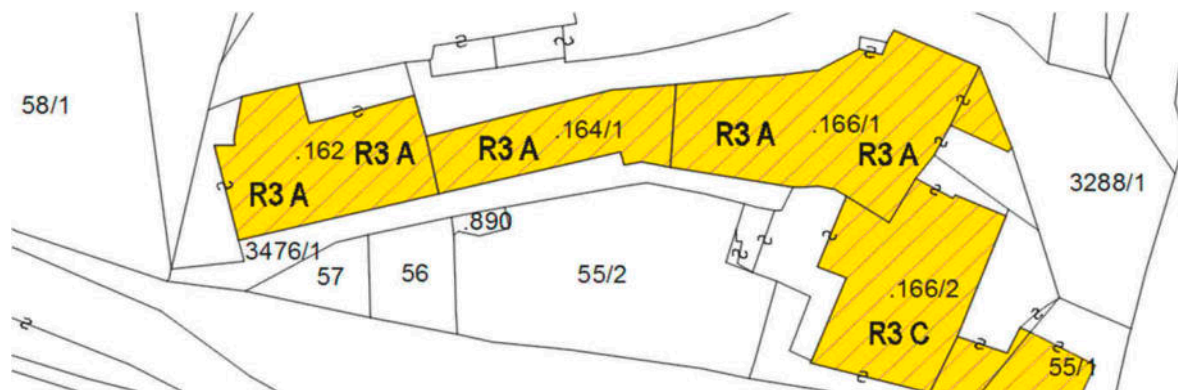 58/1
.162
R3 A
R3 A
R3 A
.164/1
R3 A
.166/1
R3 A
3288/1
3476/1
57
56
.890
55/2
.166/2
R3 C
55/1